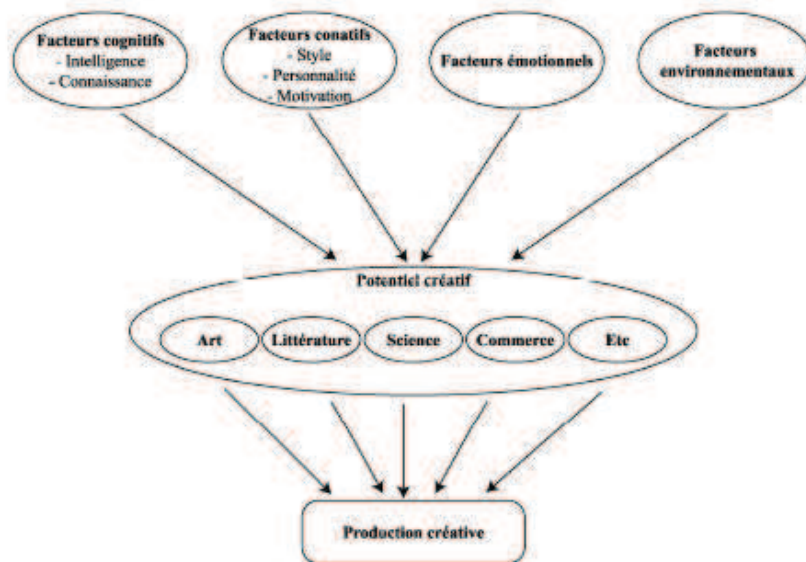 Facteurs cognitifs
- Intelligence
- Connaissance
Facteurs conatifs
- Style
- Personnalité
- Motivation
Facteurs émotionnels
Facteurs
environnementaux
Potentiel créatif
Art
Littérature
Science
Commerce
Etc
Production créative